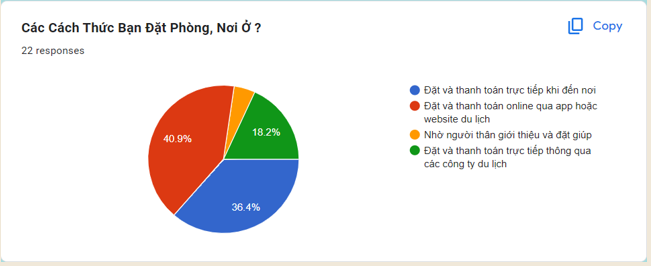 Các Cách Thức Bạn Đặt Phòng, Nơi Ở ?
Copy
22 responses
Đặt và thanh toán trực tiếp khi đến nơi
Đặt và thanh toán online qua app hoặc
website du lịch
Nhờ người thân giới thiệu và đặt giúp
Đặt và thanh toán trực tiếp thông qua
các công ty du lịch
18.2%
40.9%
36.4%